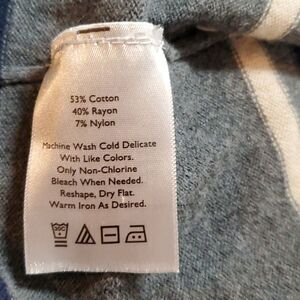 53% Cotton
40% Rayon
7% Nylon
Machine Wash Cold Delicate
With Like Colors.
Only Non-Chlorine
Bleach When Needed.
Reshape, Dry Flat.
Warm Iron As Desired.